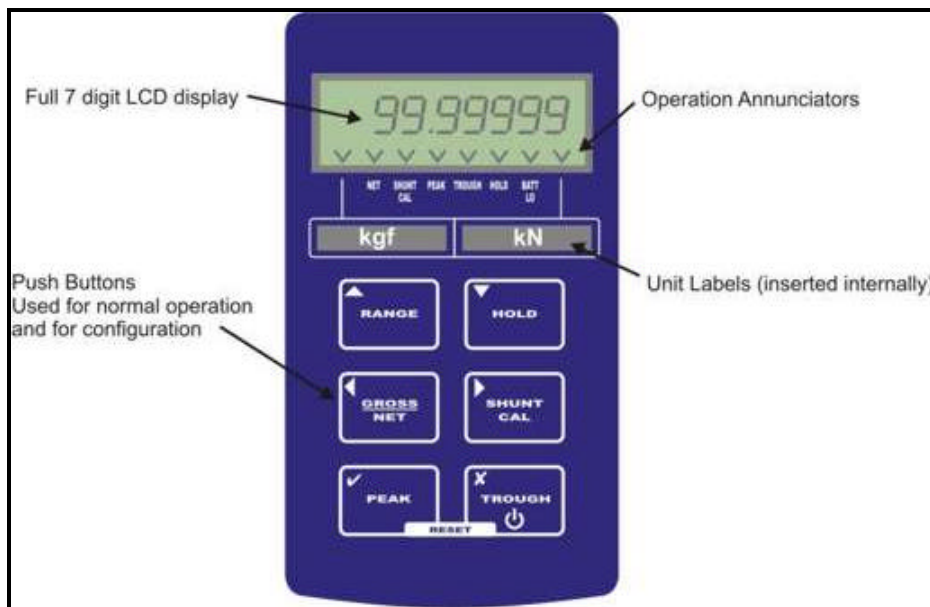 Full 7 digit LCD display
99.99999
Operation Annunciators
NET SHUNT CAL PEAK TROUGH HOLD BATT LO
kgf kN
Unit Labels (inserted internally)
Push Buttons
Used for normal operation
and for configuration
RANGE HOLD
GROSS
NET
SHUNT
CAL
PEAK TROUGH
RESET